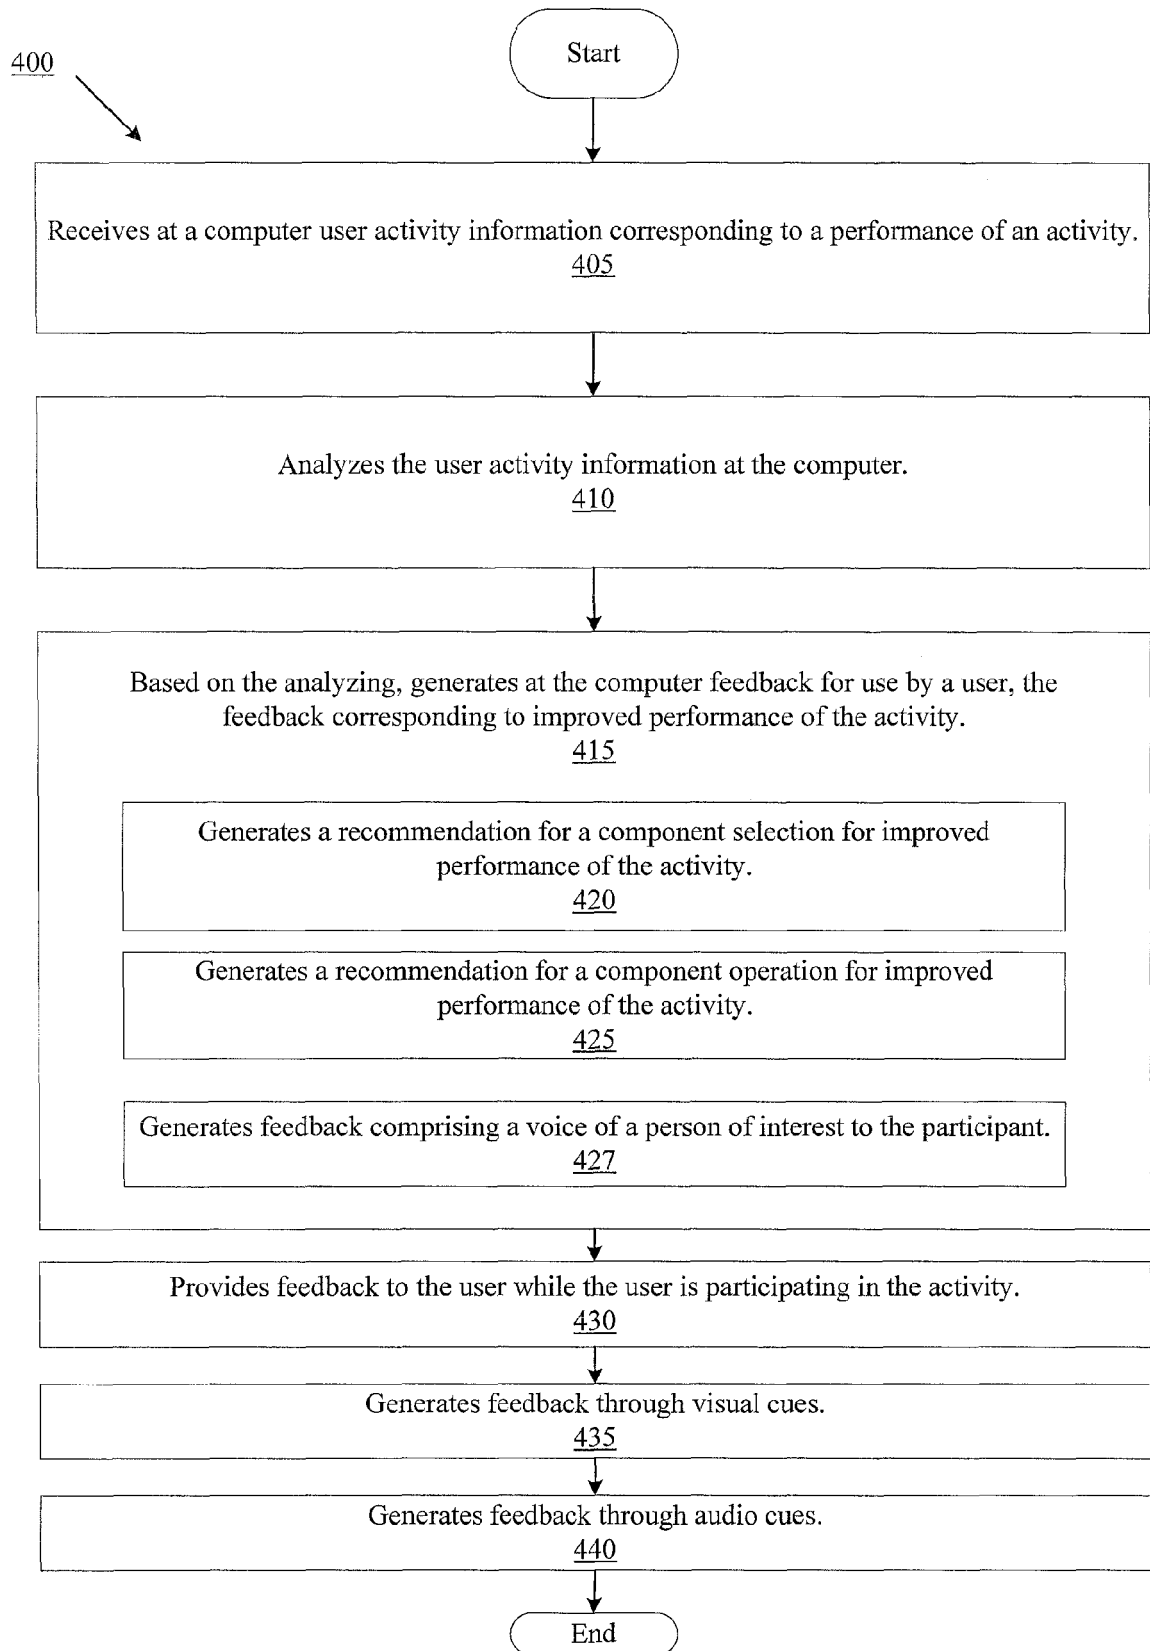 Start
400
Receives at a computer user activity information corresponding to a performance of an activity.
405
Analyzes the user activity information at the computer.
410
Based on the analyzing, generates at the computer feedback for use by a user, the
feedback corresponding to improved performance of the activity.
415
Generates a recommendation for a component selection for improved
performance of the activity.
420
Generates a recommendation for a component operation for improved
performance of the activity.
425
Generates feedback comprising a voice of a person of interest to the participant.
427
Provides feedback to the user while the user is participating in the activity.
430
Generates feedback through visual cues.
435
Generates feedback through audio cues.
440
End